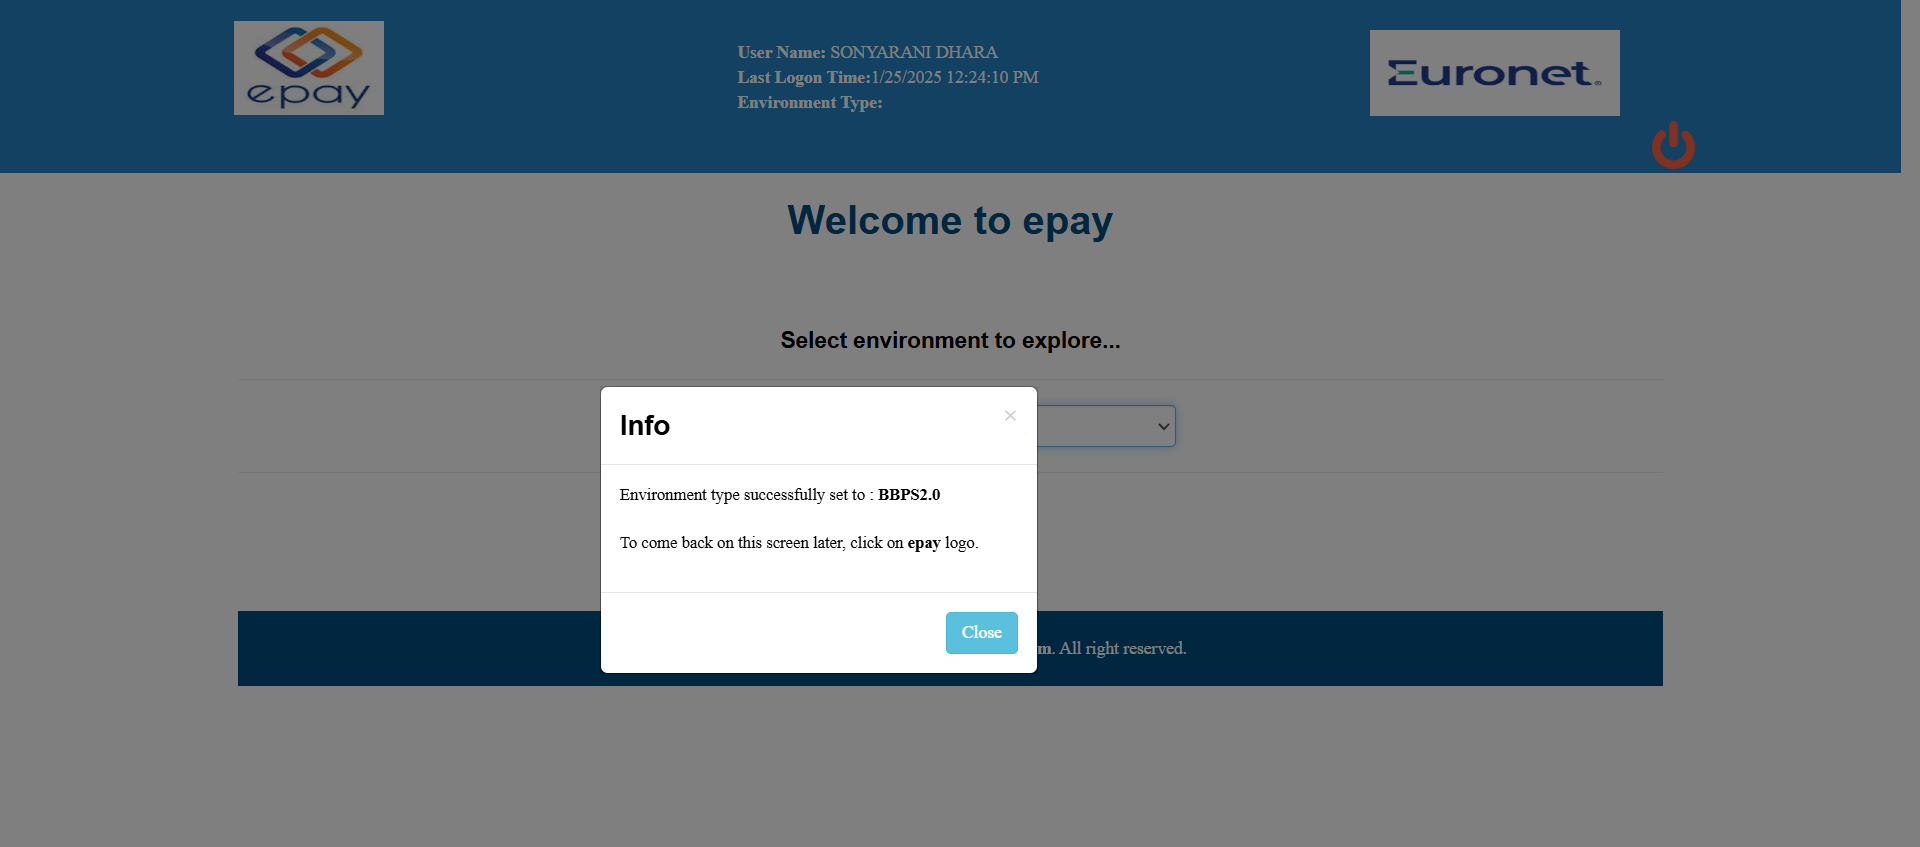 epay
User Name: SONYARANI DHARA
Last Logon Time:1/25/2025 12:24:10 PM
Environment Type:
Euronet
Welcome to epay
Select environment to explore...
Info
×
Environment type successfully set to : BBPS2.0
To come back on this screen later, click on epay logo.
Close
m. All right reserved.